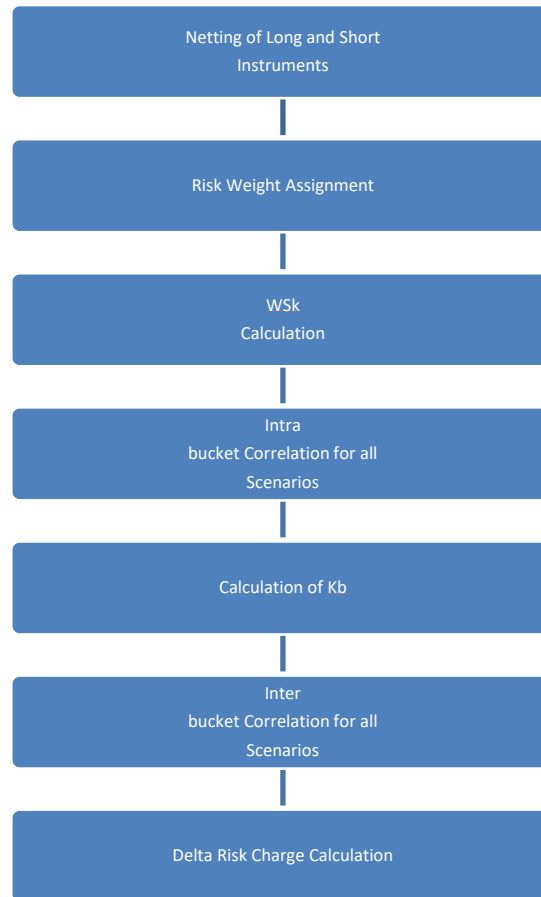 Netting of Long and Short
Instruments
Risk Weight Assignment
WSk
Calculation
Intra
bucket Correlation for all
Scenarios
Calculation of Kb
Inter
bucket Correlation for all
Scenarios
Delta Risk Charge Calculation